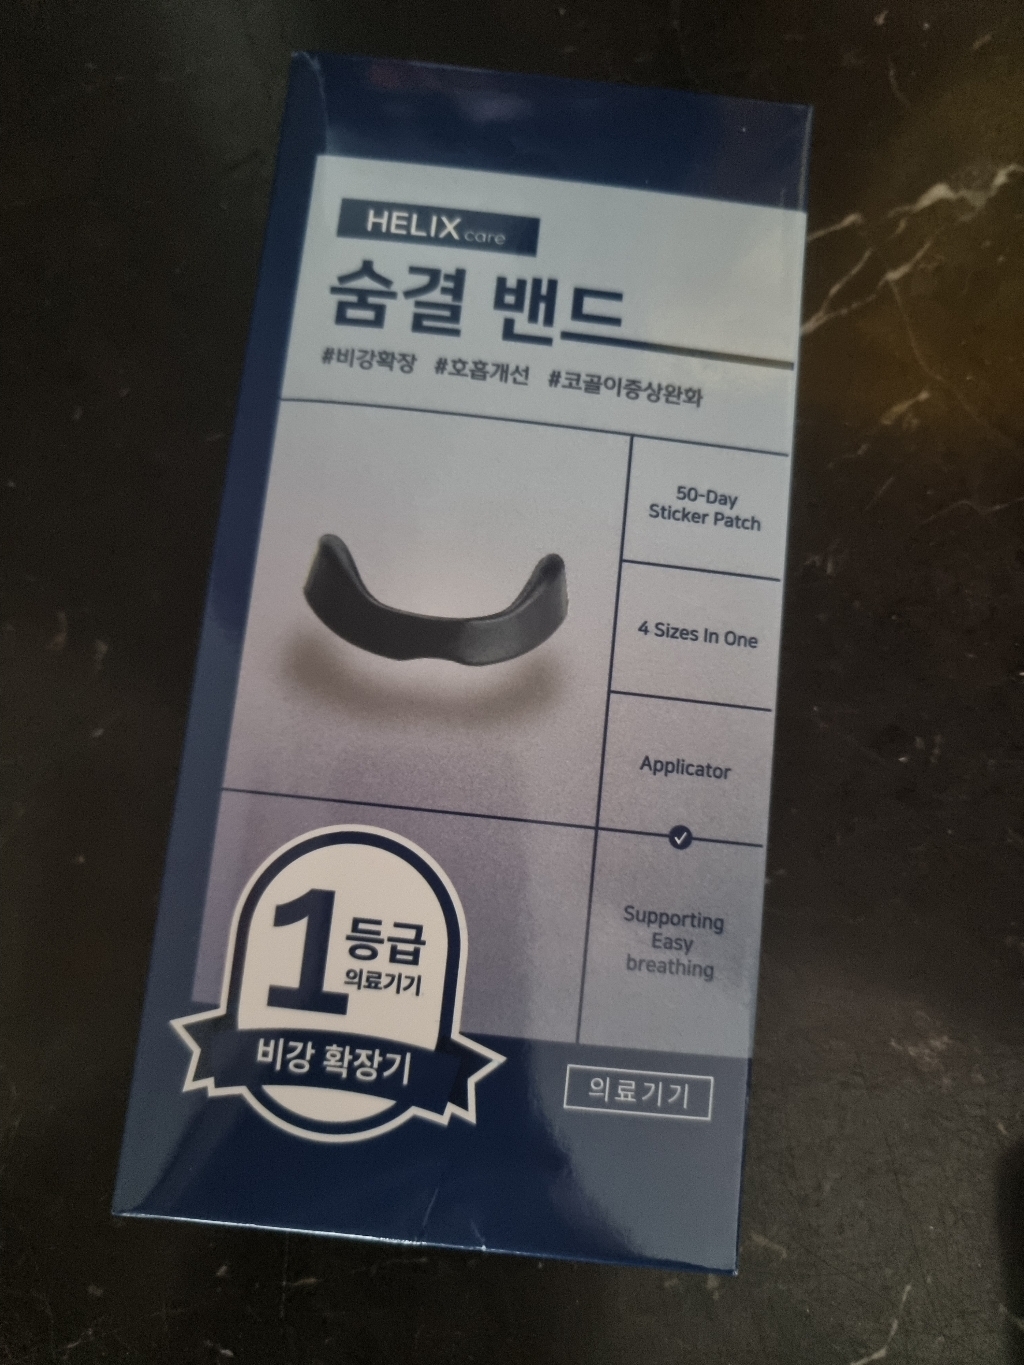 HELIX care
숨결 밴드
#비강확장 #호흡개선 #코골이증상완화
50-Day
Sticker Patch
4 Sizes In One
Applicator
Supporting
Easy
breathing
1등급
의료기기
비강 확장기
의료기기